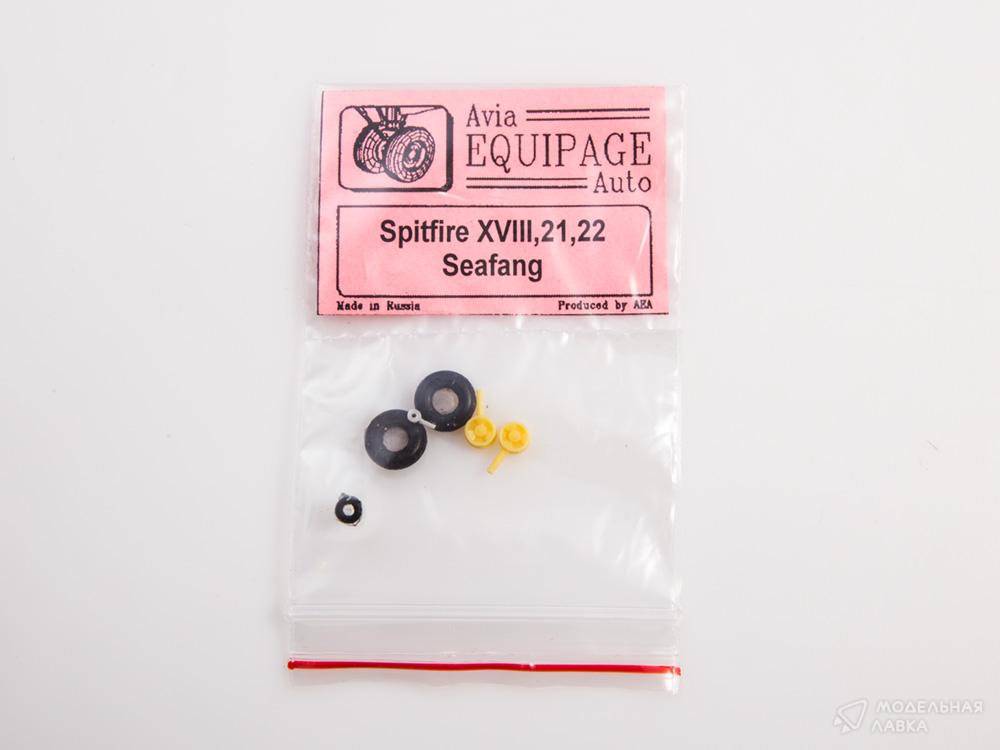 Avia
EQUIPAGE
Auto
Spitfire XVIII,21,22
Seafang
Made in Russia
Produced by AEA
МОДЕЛЬНАЯ
ЛАВКА